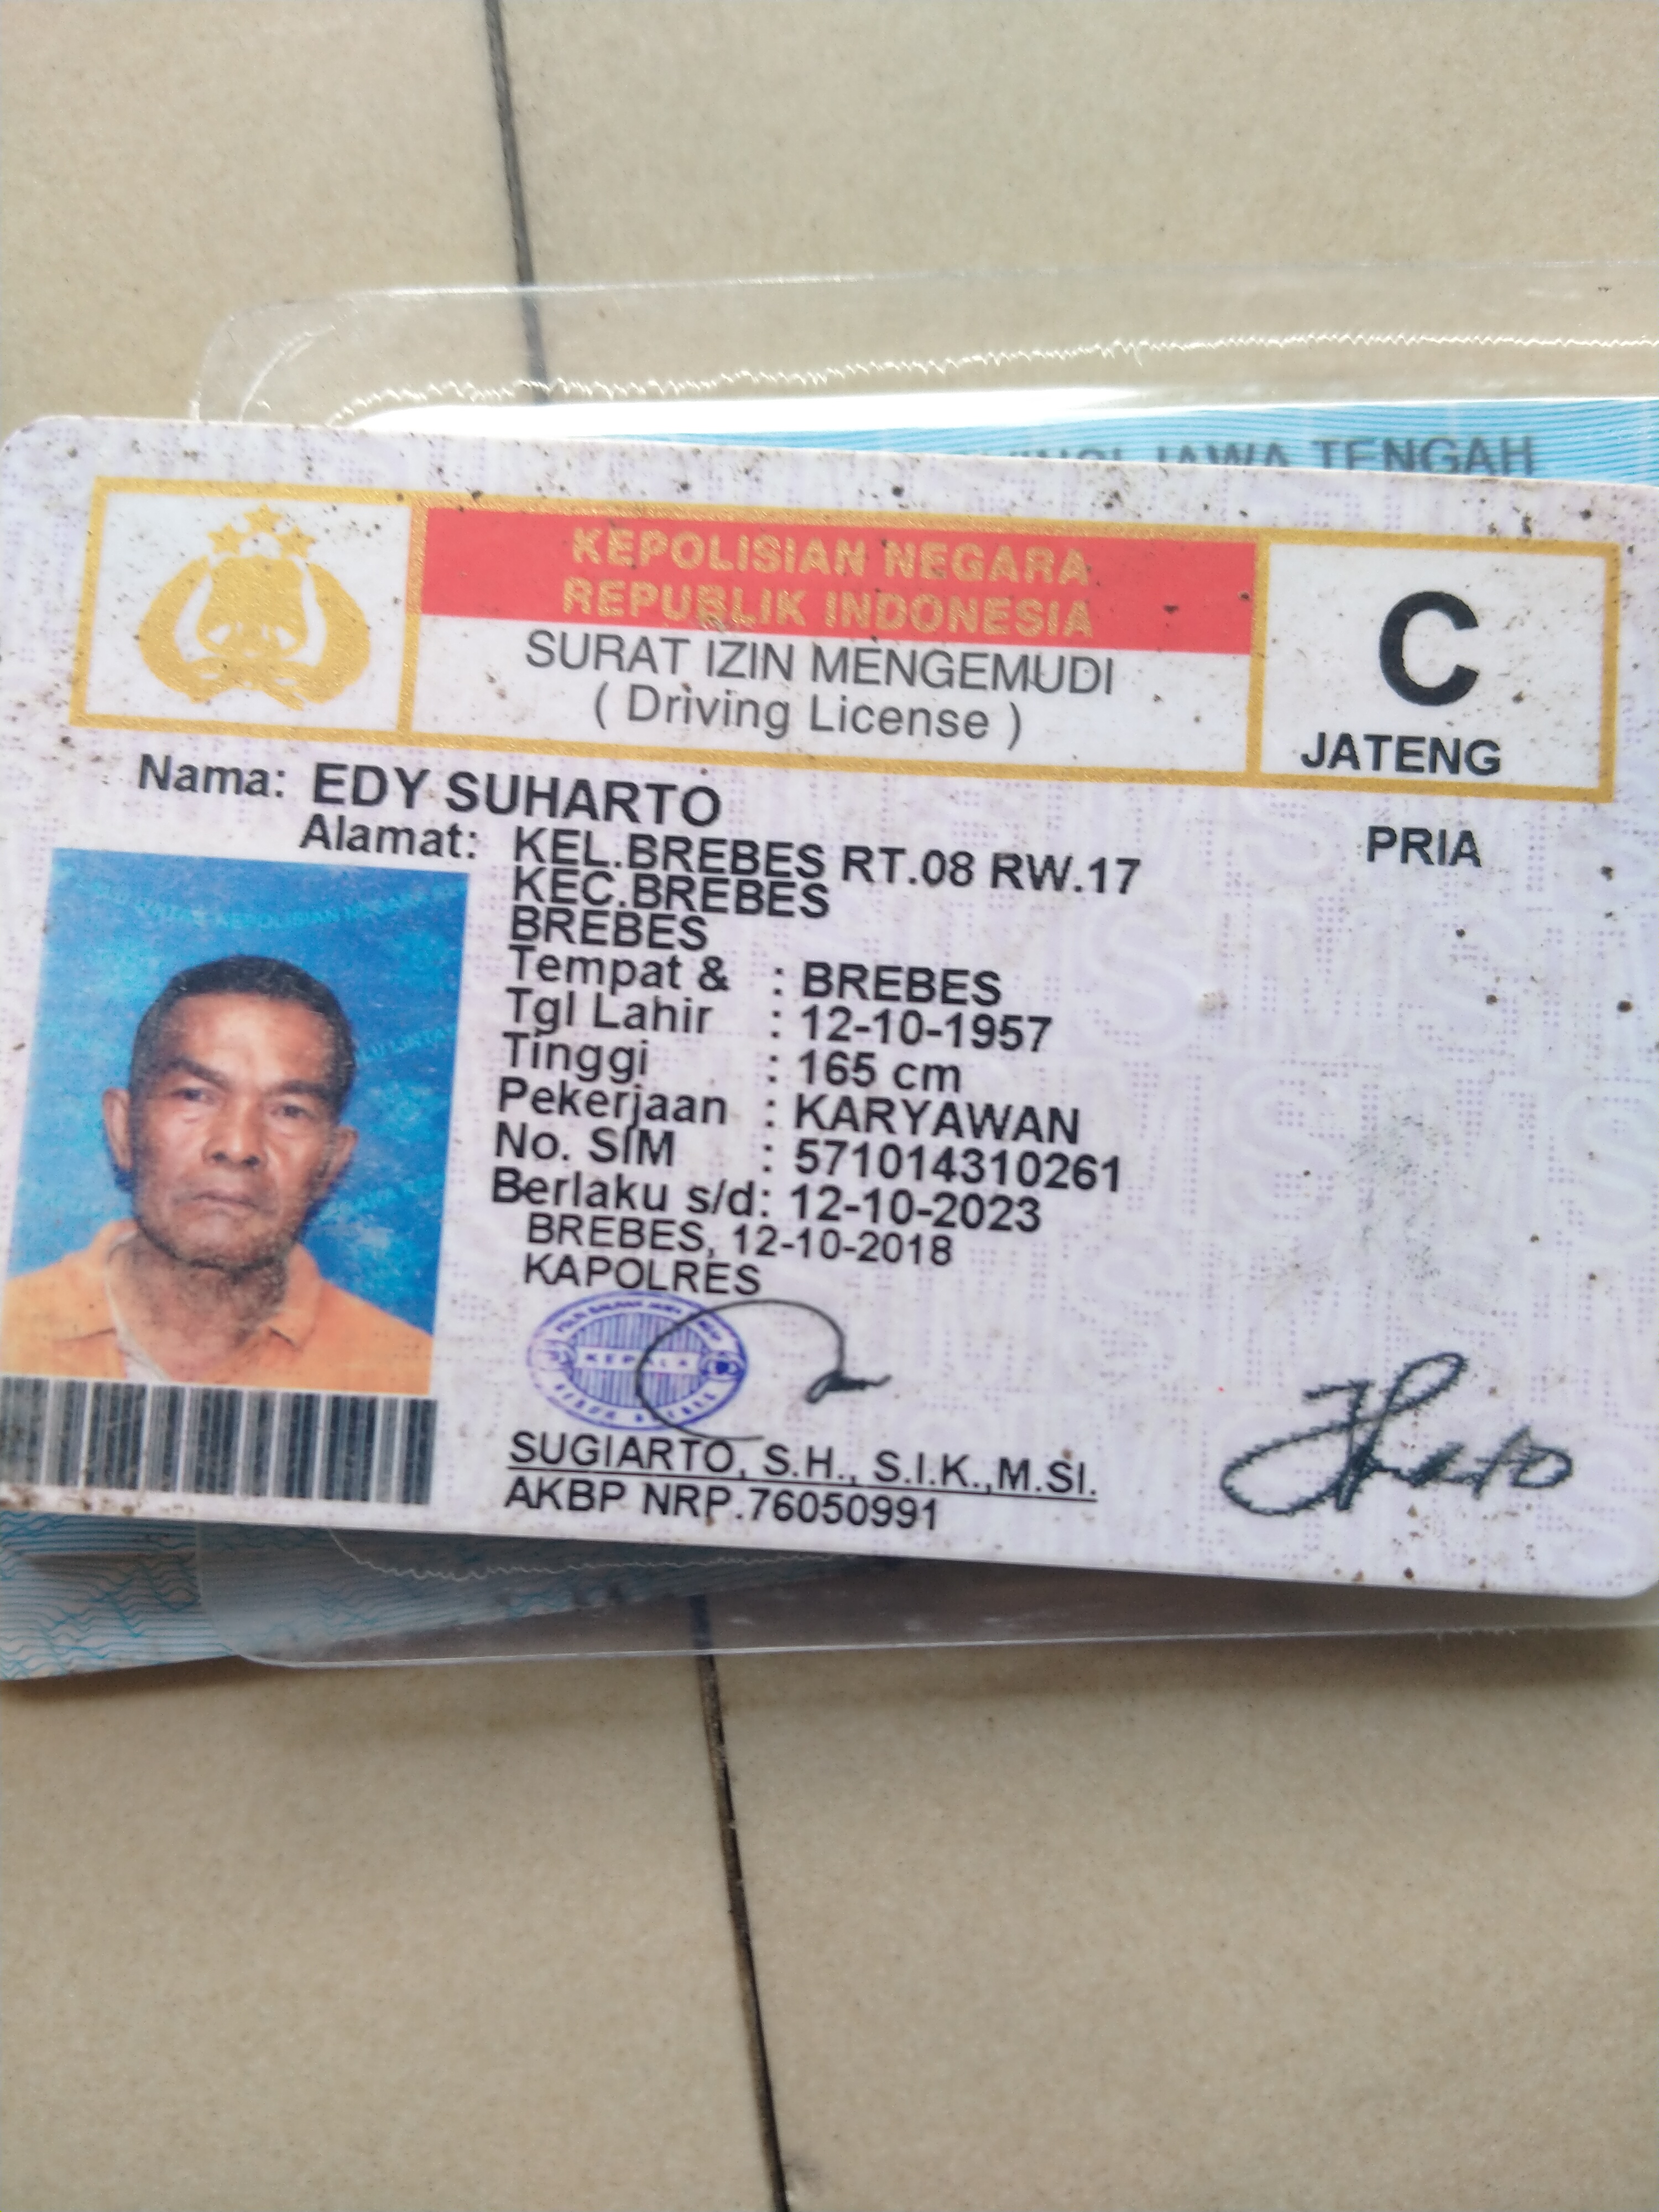 PROVINSI JAWA TENGAH
KEPOLISIAN NEGARA
REPUBLIK INDONESIA
SURAT IZIN MENGEMUDI
( Driving License )
C
JATENG
Nama: EDY SUHARTO
PRIA
Alamat: KEL.BREBES RT.08 RW.17
KEC.BREBES
BREBES
Tempat & : BREBES
Tgl Lahir : 12-10-1957
Tinggi : 165 cm
Pekerjaan : KARYAWAN
No. SIM : 571014310261
Berlaku s/d: 12-10-2023
BREBES, 12-10-2018
KAPOLRES
KEPALA
SUGIARTO, S.H., S.I.K.,M.SI.
AKBP NRP.76050991